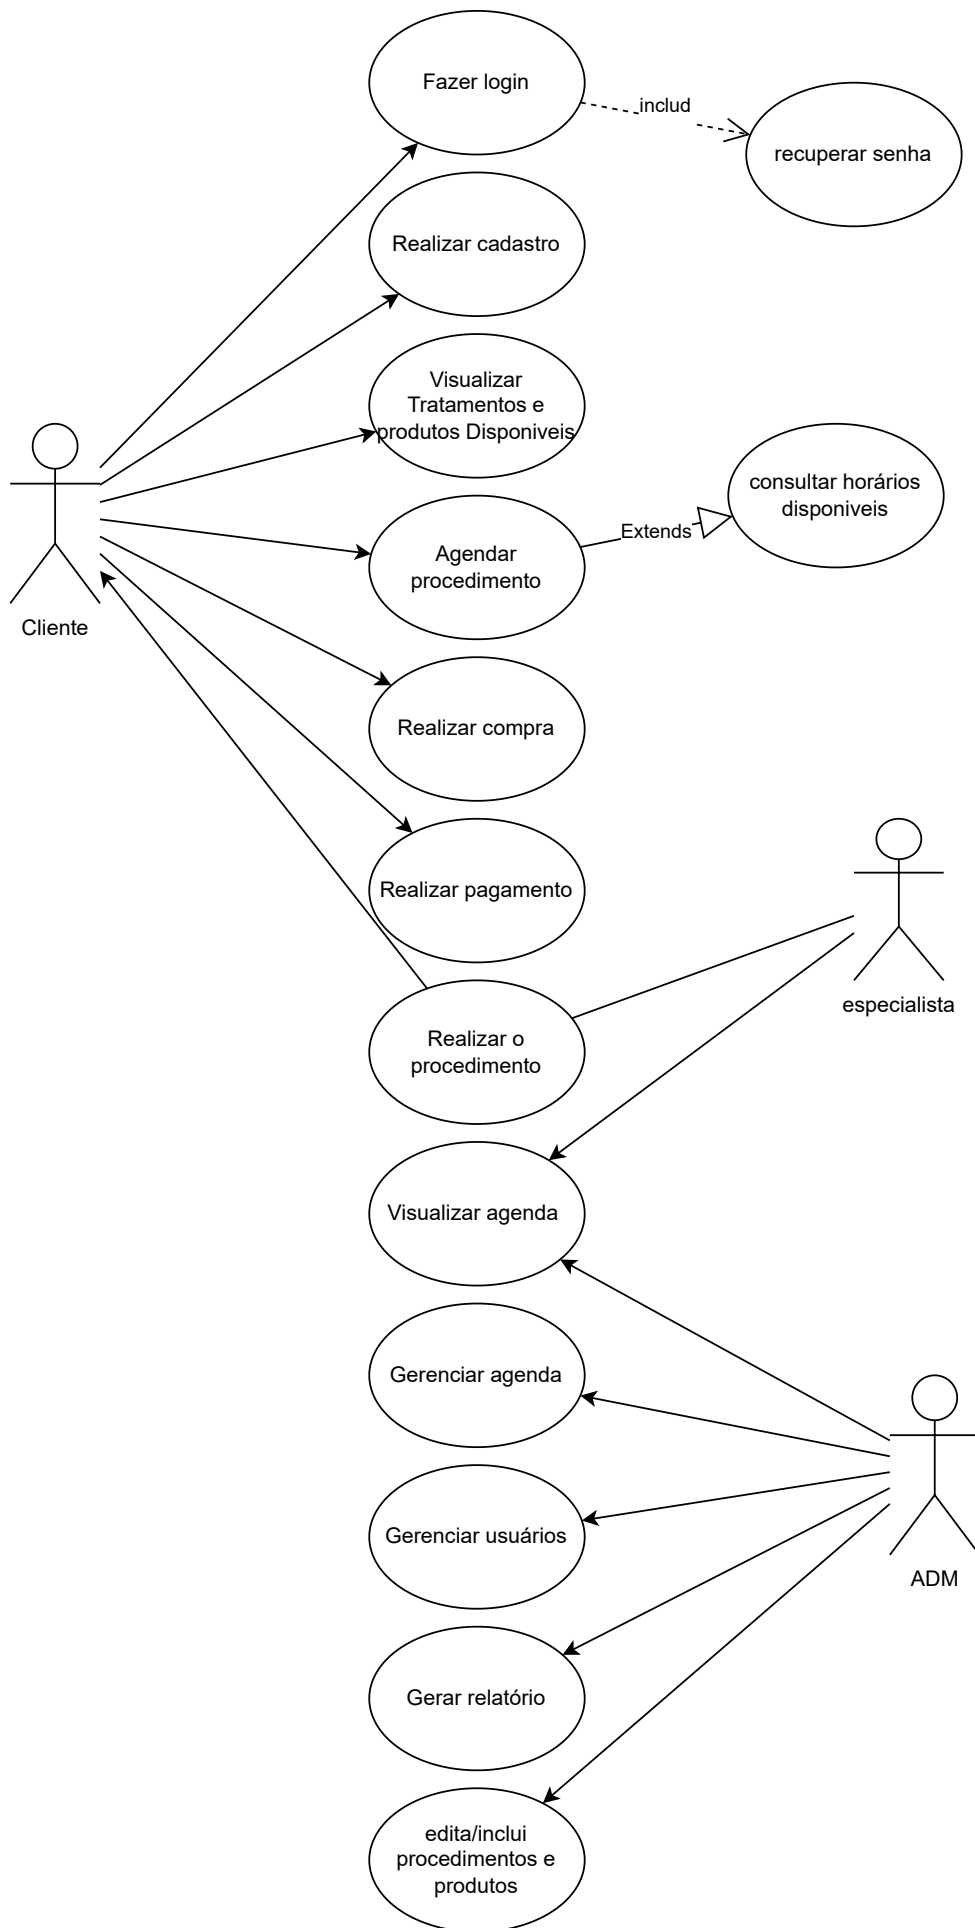 Fazer login
includ
recuperar senha
Realizar cadastro
Visualizar
Tratamentos e
produtos Disponiveis
consultar horários
disponiveis
Extends
Agendar
procedimento
Cliente
Realizar compra
Realizar pagamento
especialista
Realizar o
procedimento
Visualizar agenda
Gerenciar agenda
Gerenciar usuários
ADM
Gerar relatório
edita/inclui
procedimentos e
produtos